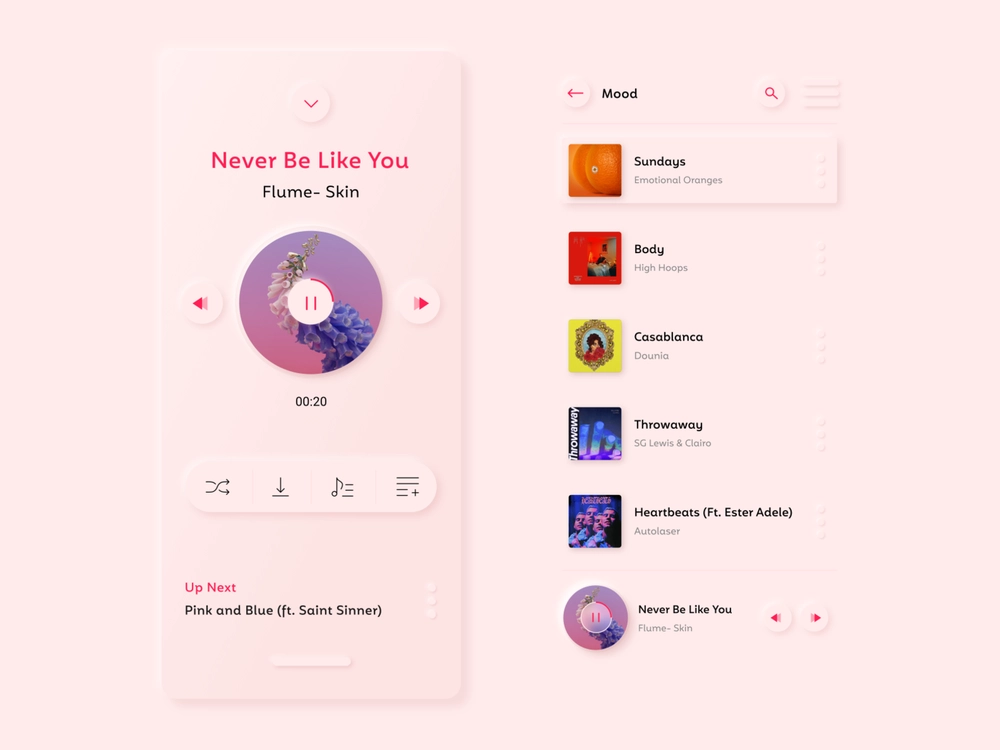 Never Be Like You
Flume- Skin
00:20
Up Next
Pink and Blue (ft. Saint Sinner)
Mood
Sundays
Emotional Oranges
Body
High Hoops
Casablanca
Dounia
Throwaway
Throwaway
SG Lewis & Clairo
Heartbeats (Ft. Ester Adele)
Autolaser
Never Be Like You
Flume- Skin